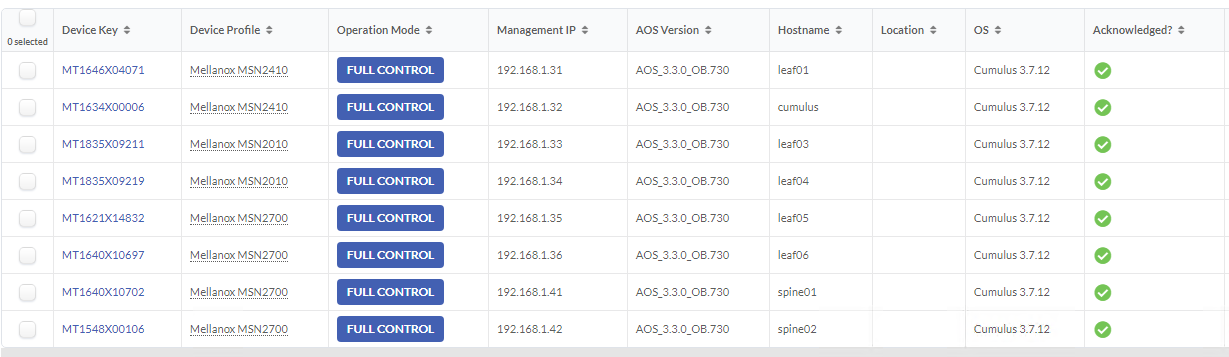 0 selected Device Key Device Profile Operation Mode Management IP AOS Version Hostname Location OS Acknowledged?
MT1646X04071 Mellanox MSN2410 FULL CONTROL 192.168.1.31 AOS_3.3.0_OB.730 leaf01 Cumulus 3.7.12
MT1634X00006 Mellanox MSN2410 FULL CONTROL 192.168.1.32 AOS_3.3.0_OB.730 cumulus Cumulus 3.7.12
MT1835X09211 Mellanox MSN2010 FULL CONTROL 192.168.1.33 AOS_3.3.0_OB.730 leaf03 Cumulus 3.7.12
MT1835X09219 Mellanox MSN2010 FULL CONTROL 192.168.1.34 AOS_3.3.0_OB.730 leaf04 Cumulus 3.7.12
MT1621X14832 Mellanox MSN2700 FULL CONTROL 192.168.1.35 AOS_3.3.0_OB.730 leaf05 Cumulus 3.7.12
MT1640X10697 Mellanox MSN2700 FULL CONTROL 192.168.1.36 AOS_3.3.0_OB.730 leaf06 Cumulus 3.7.12
MT1640X10702 Mellanox MSN2700 FULL CONTROL 192.168.1.41 AOS_3.3.0_OB.730 spine01 Cumulus 3.7.12
MT1548X00106 Mellanox MSN2700 FULL CONTROL 192.168.1.42 AOS_3.3.0_OB.730 spine02 Cumulus 3.7.12